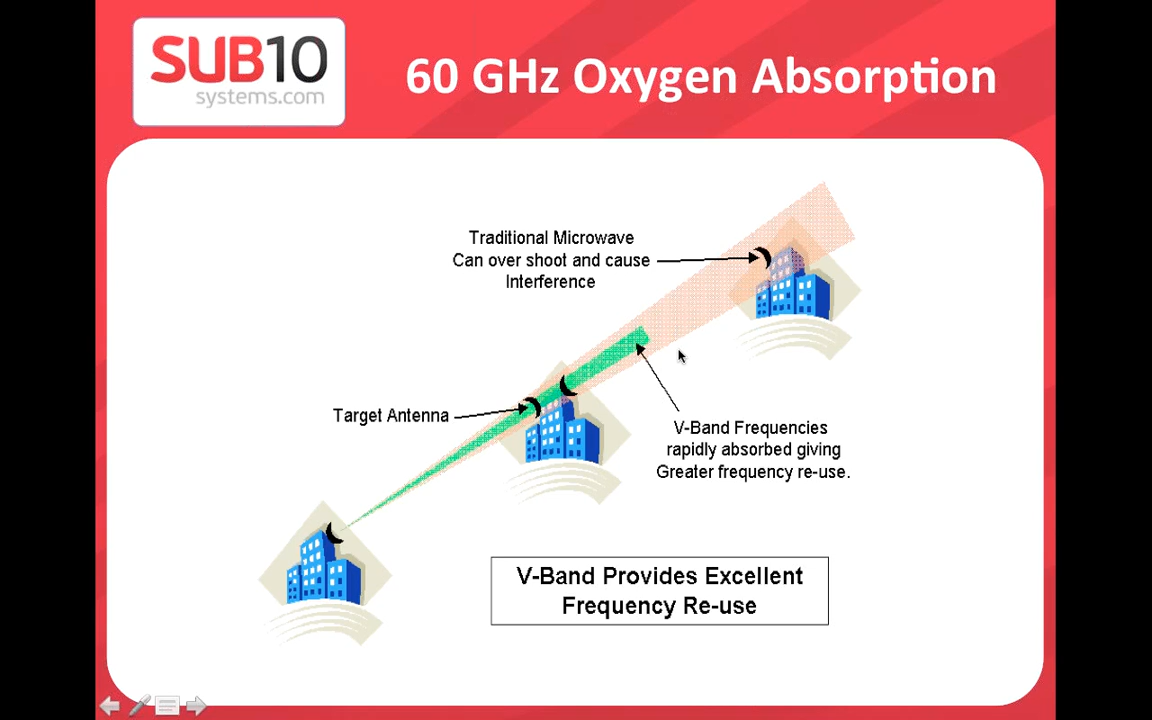 SUB10
systems.com
60 GHz Oxygen Absorption
Traditional Microwave
Can over shoot and cause
Interference
Target Antenna
V-Band Frequencies
rapidly absorbed giving
Greater frequency re-use.
V-Band Provides Excellent
Frequency Re-use